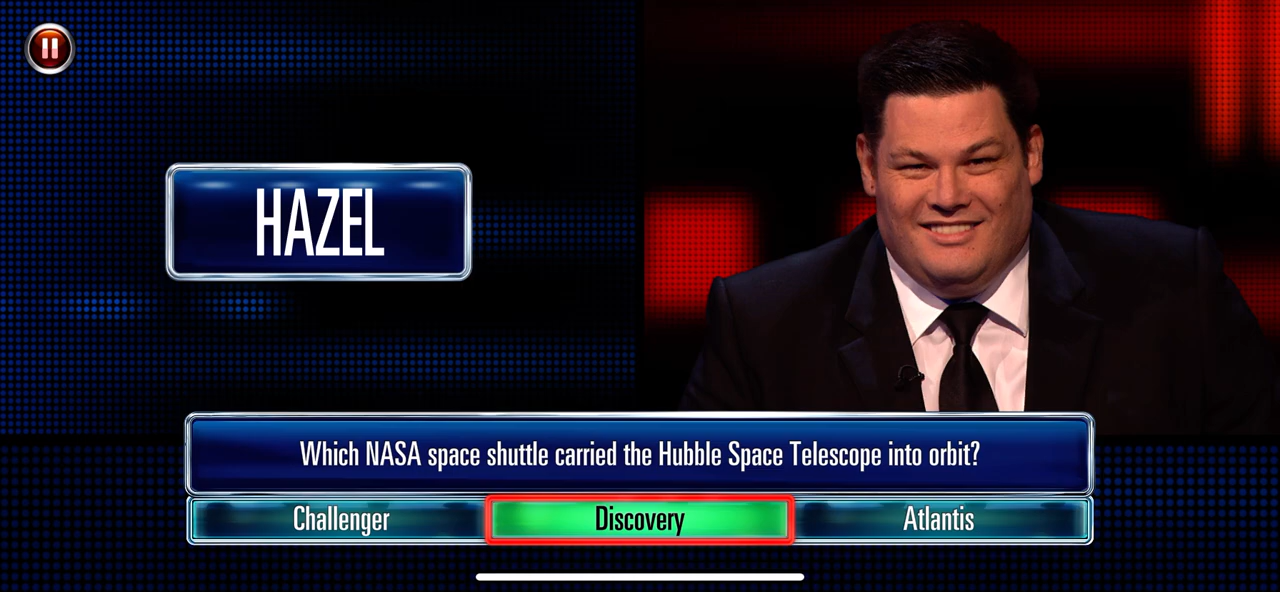 HAZEL
Which NASA space shuttle carried the Hubble Space Telescope into orbit?
Challenger
Discovery
Atlantis